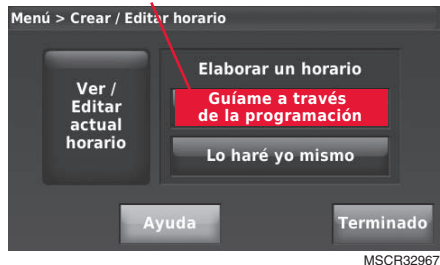 Menú > Crear / Editar horario
Ver /
Editar
actual
horario
Elaborar un horario
Guíame a través
de la programación
Lo haré yo mismo
Ayuda
Terminado
MSCR32967